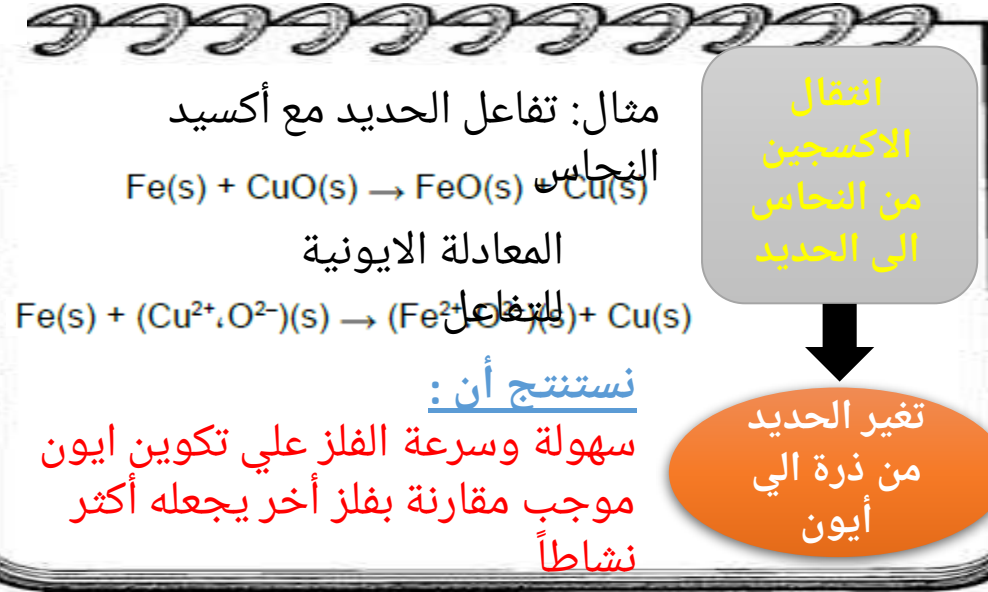 مثال: تفاعل الحديد مع أكسيد
النحاس
Fe(s) + CuO(s) → FeO(s) + Cu(s)
المعادلة الايونية
للتفاعل
Fe(s) + (Cu²⁺،O²⁻)(s) → (Fe²⁺،O²⁻)(s)+ Cu(s)
نستنتج أن :
سهولة وسرعة الفلز علي تكوين ايون
موجب مقارنة بفلز أخر يجعله أكثر
نشاطاً
انتقال
الاكسجين
من النحاس
الى الحديد
تغير الحديد
من ذرة الي
أيون